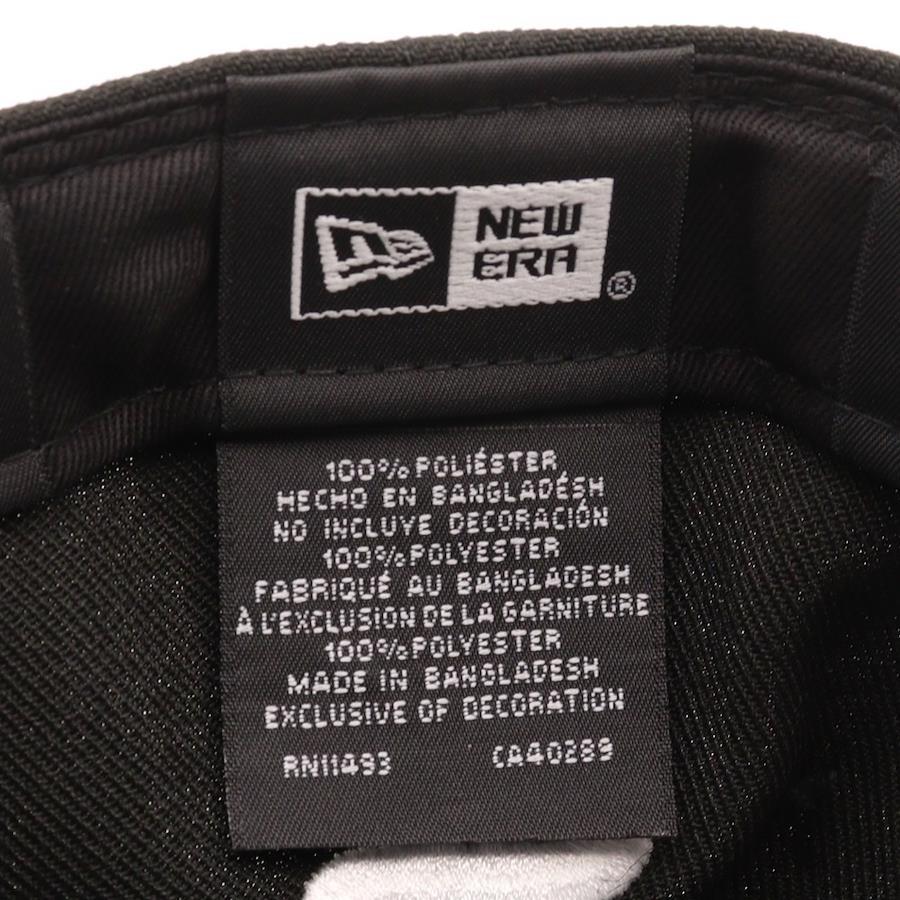 NEW
ERA
®
100% POLIÉSTER
HECHO EN BANGLADÉSH
NO INCLUYE DECORACIÓN
100% POLYESTER
FABRIQUÉ AU BANGLADESH
À L'EXCLUSION DE LA GARNITURE
100% POLYESTER
MADE IN BANGLADESH
EXCLUSIVE OF DECORATION
RN11493 CA40289